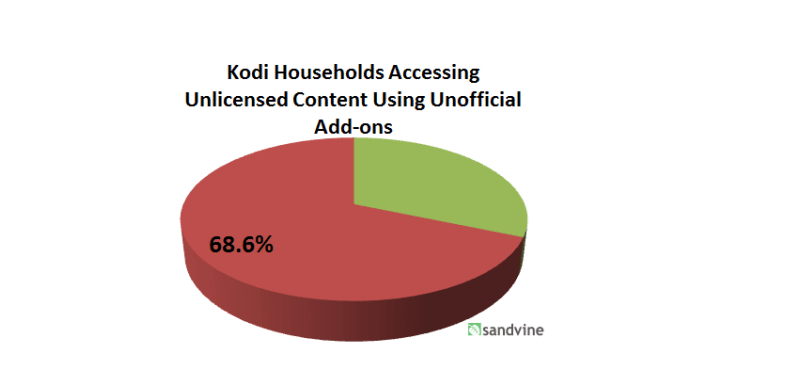 Kodi Households Accessing
Unlicensed Content Using Unofficial
Add-ons
68.6%
sandvine